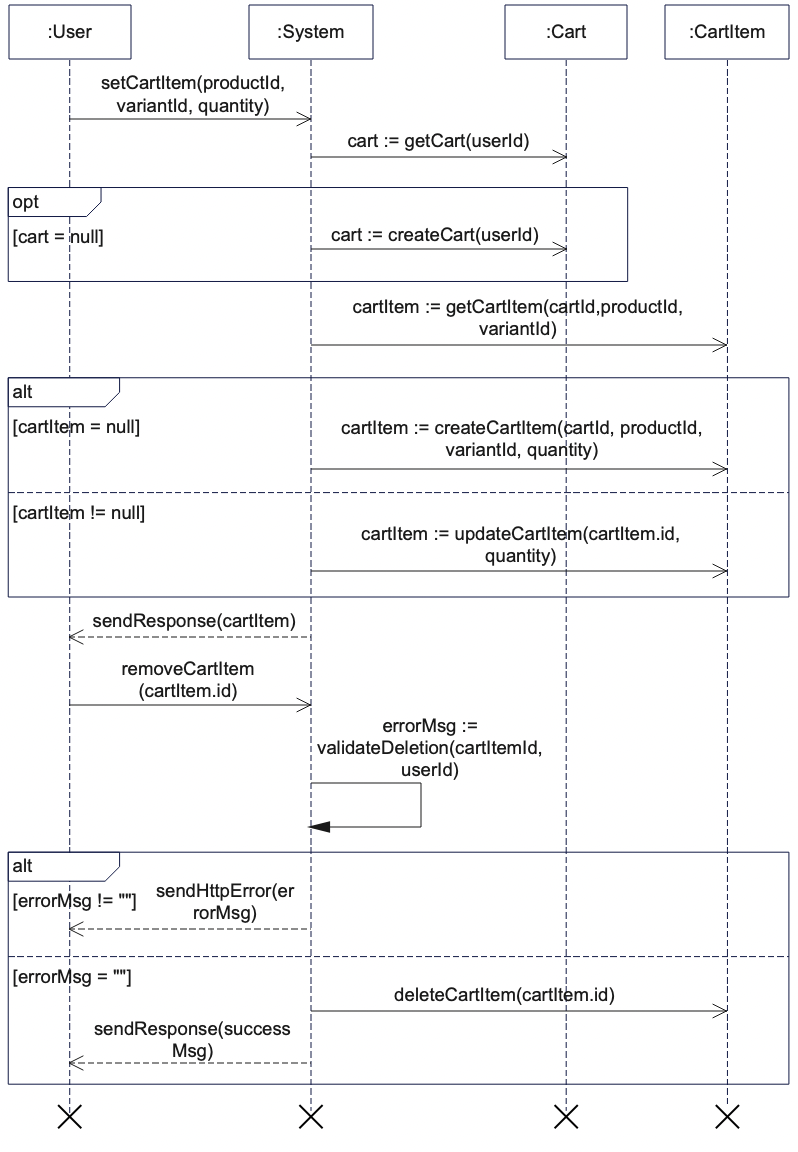 :User
:System
:Cart
:CartItem
setCartItem(productId,
variantId, quantity)
cart := getCart(userId)
opt
[cart = null]
cart := createCart(userId)
cartItem := getCartItem(cartId,productId,
variantId)
alt
[cartItem = null]
cartItem := createCartItem(cartId, productId,
variantId, quantity)
[cartItem != null]
cartItem := updateCartItem(cartItem.id,
quantity)
sendResponse(cartItem)
removeCartItem
(cartItem.id)
errorMsg :=
validateDeletion(cartItemId,
userId)
alt
[errorMsg != ""]
sendHttpError(er
rorMsg)
[errorMsg = ""]
deleteCartItem(cartItem.id)
sendResponse(success
Msg)